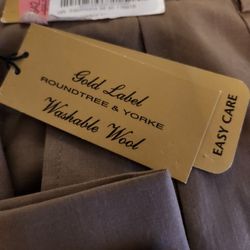 Gold Label
ROUNDTREE & YORKE
Washable Wool
EASY CARE